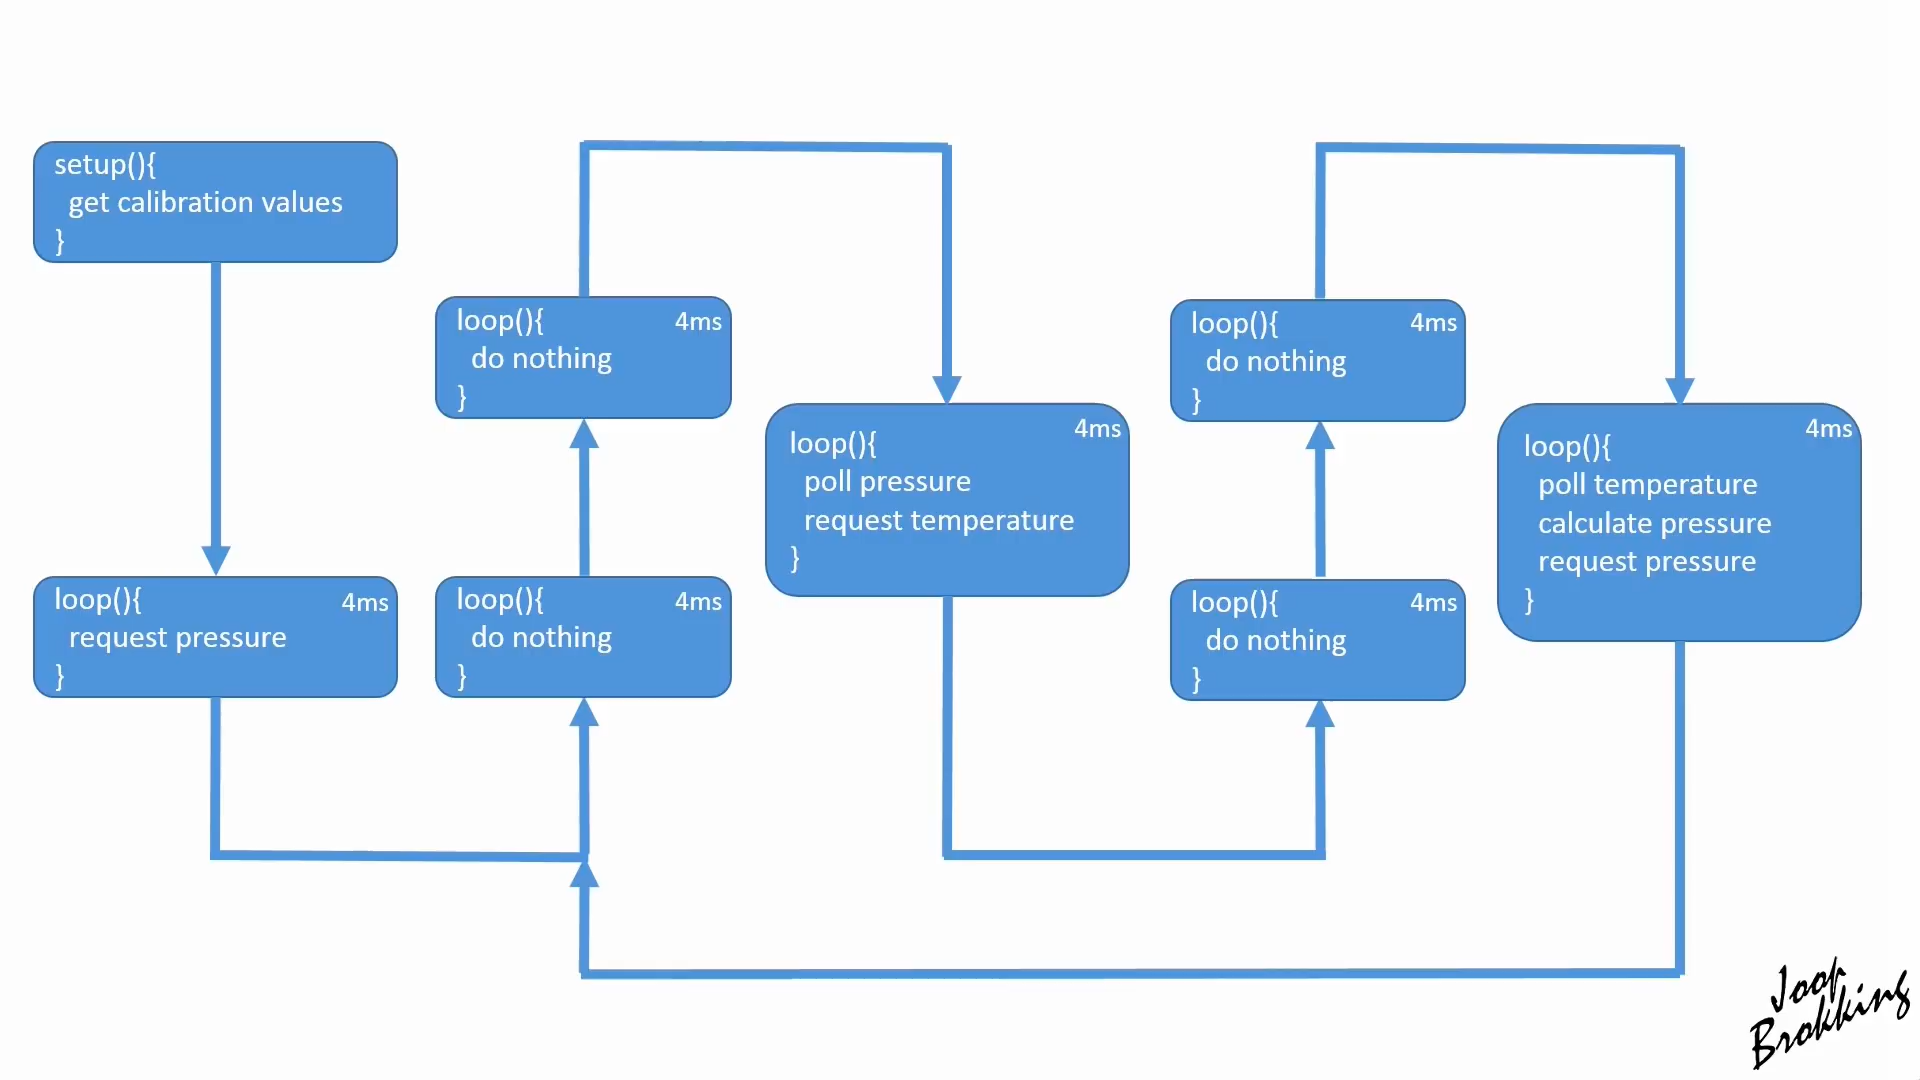 setup(){
get calibration values
}
loop(){ 4ms
request pressure
}
loop(){ 4ms
do nothing
}
loop(){ 4ms
do nothing
}
4ms
loop(){
poll pressure
request temperature
}
loop(){ 4ms
do nothing
}
loop(){ 4ms
do nothing
}
4ms
loop(){
poll temperature
calculate pressure
request pressure
}
Joop
Brokking